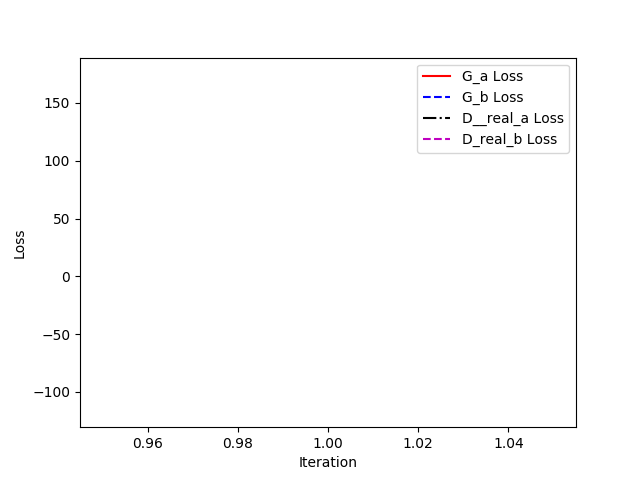 G_a Loss
G_b Loss
D__real_a Loss
D_real_b Loss
150
100
50
0
−50
−100
Loss
0.96 0.98 1.00 1.02 1.04
Iteration